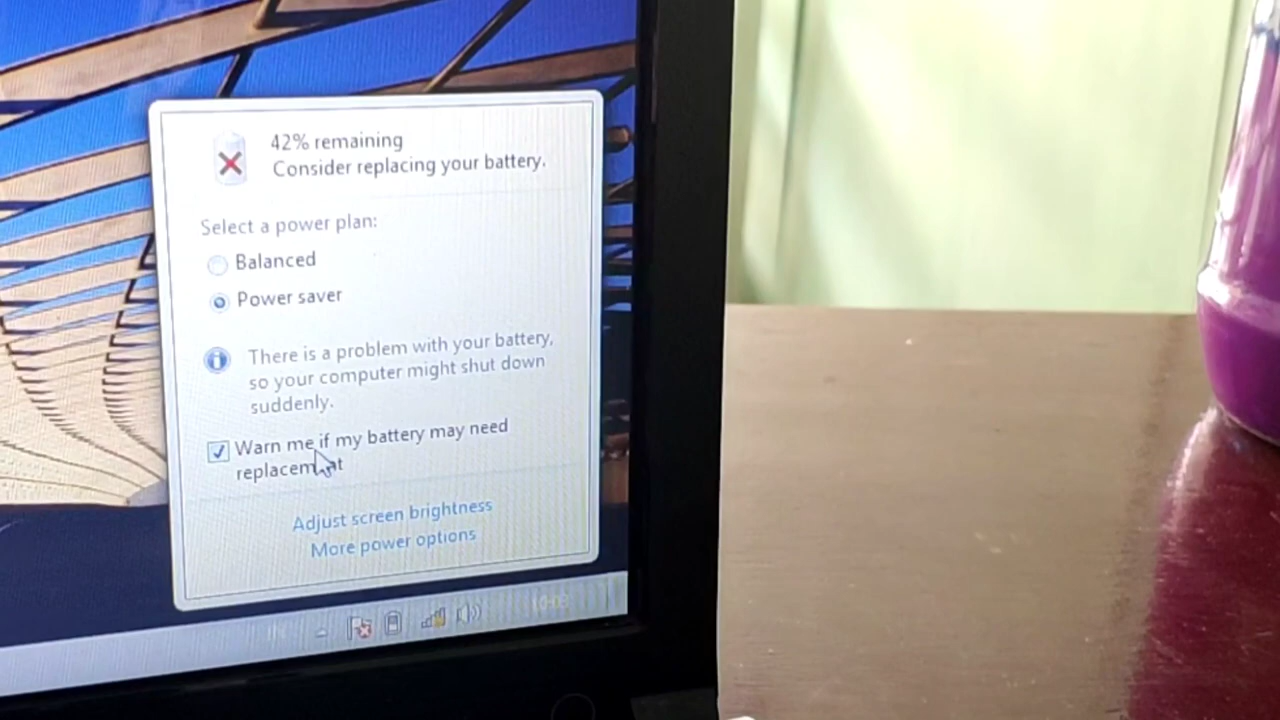 42% remaining
Consider replacing your battery.
Select a power plan:
Balanced
Power saver
There is a problem with your battery,
so your computer might shut down
suddenly.
Warn me if my battery may need
Adjust screen brightness
More power options